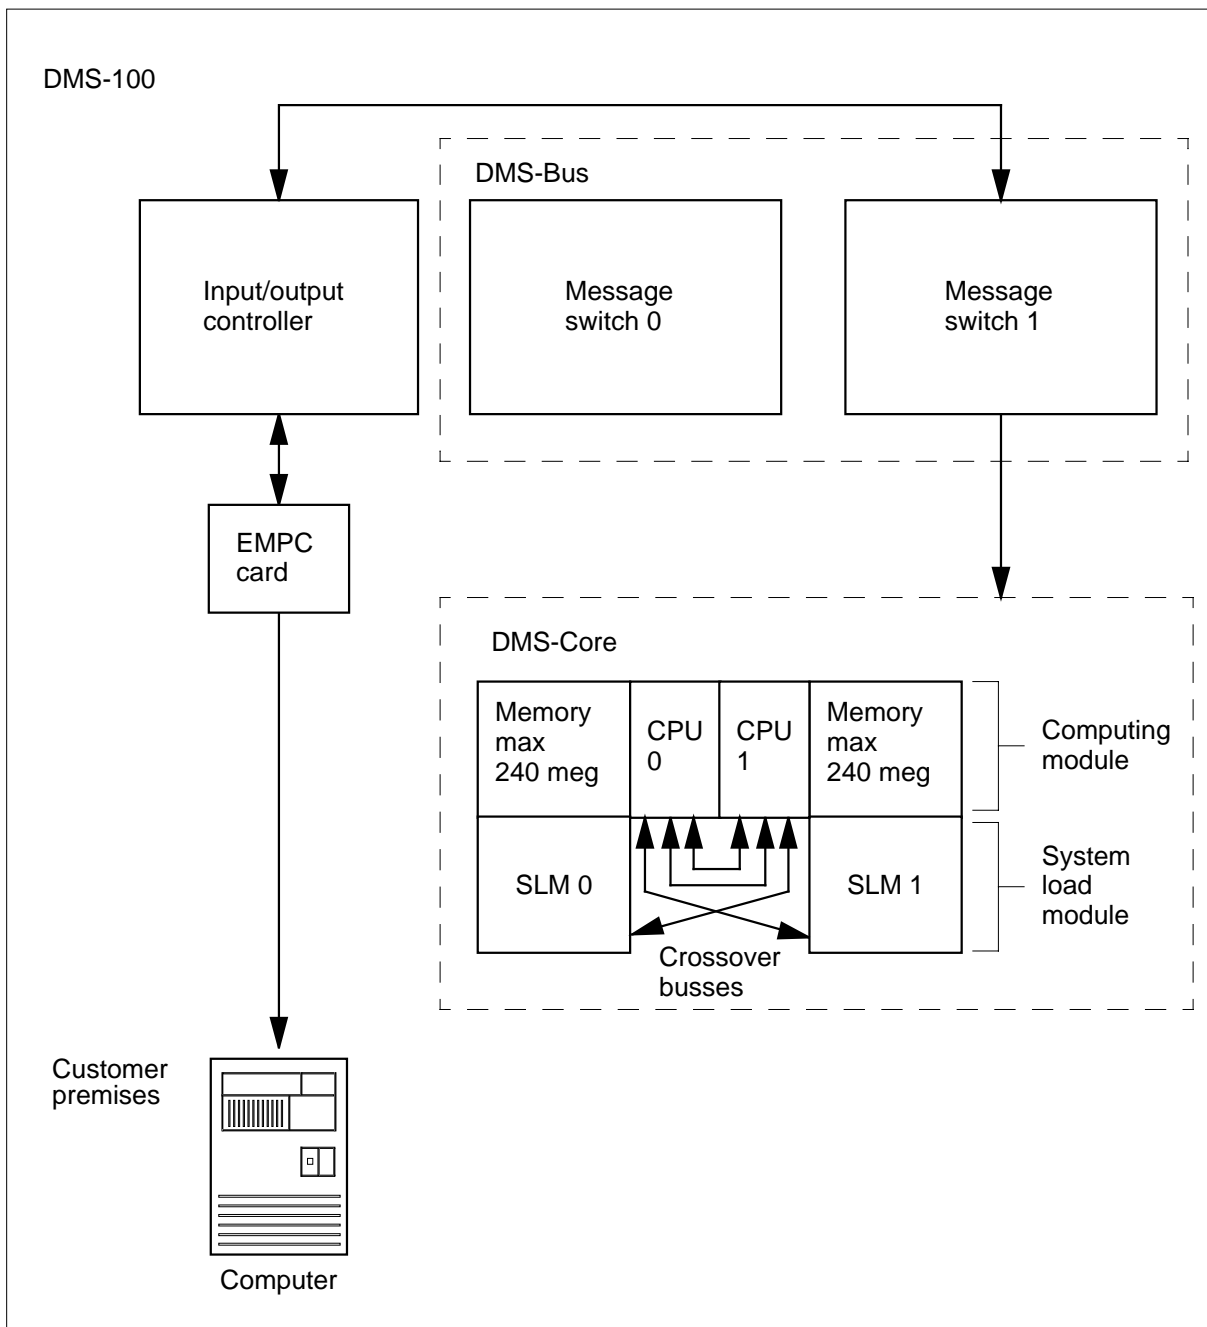 DMS-100
DMS-Bus
Input/output
controller
Message
switch 0
Message
switch 1
EMPC
card
DMS-Core
Memory
max
240 meg
CPU
0
CPU
1
Memory
max
240 meg
Computing
module
SLM 0
SLM 1
System
load
module
Crossover
busses
Customer
premises
Computer